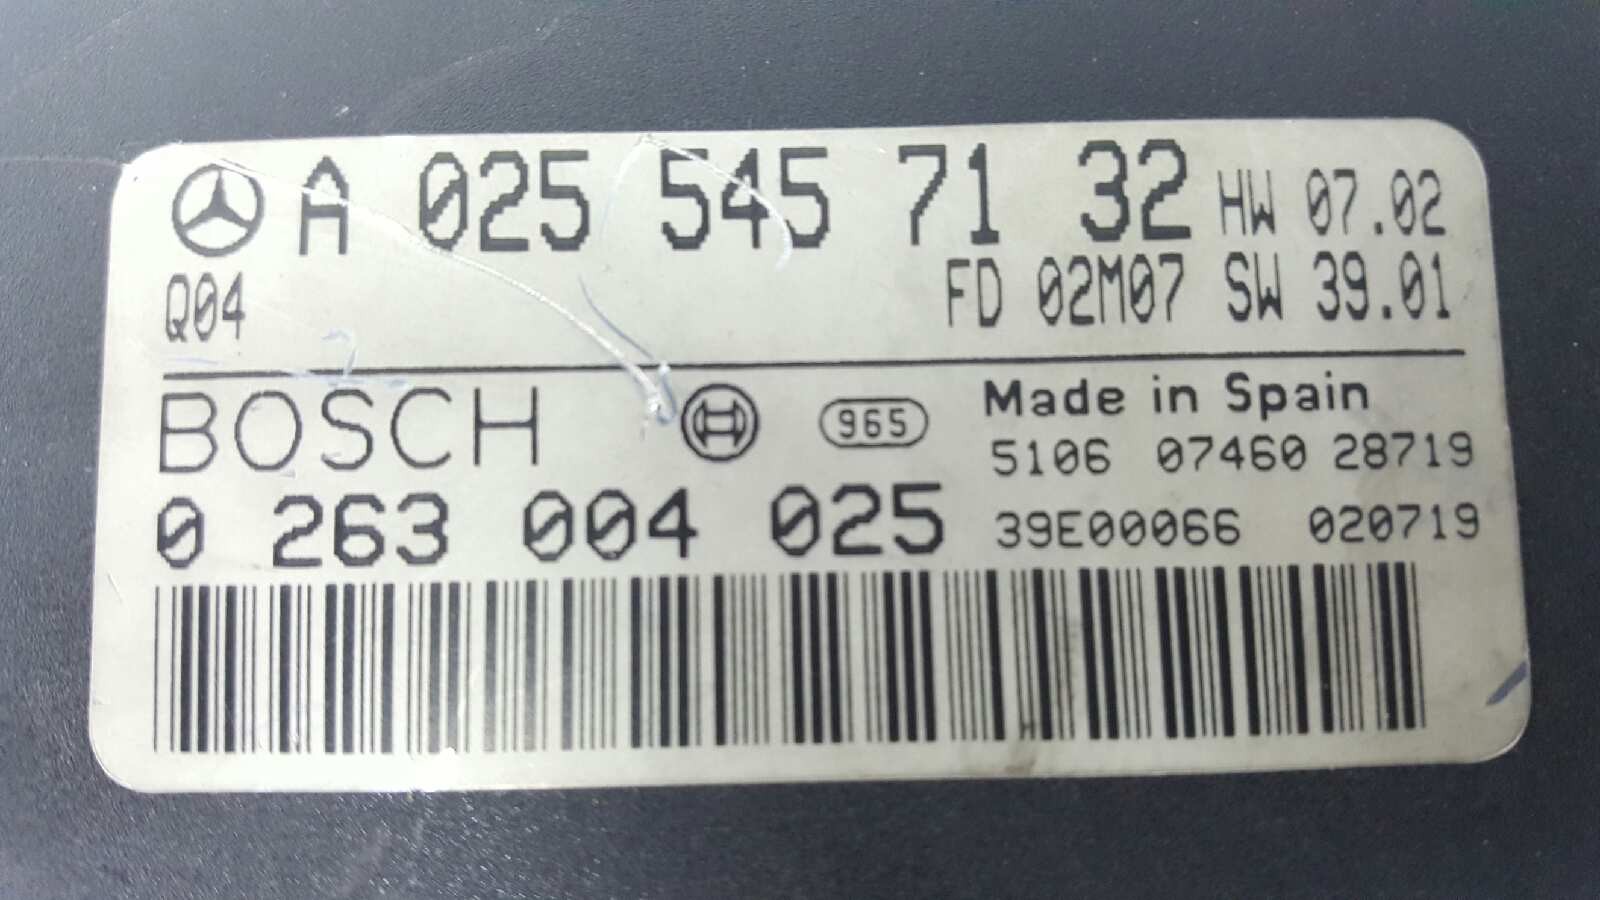 A 025 545 71 32 HW 07.02
Q04 FD 02M07 SW 39.01
BOSCH 965 Made in Spain
5106 07460 28719
0 263 004 025 39E00066 020719